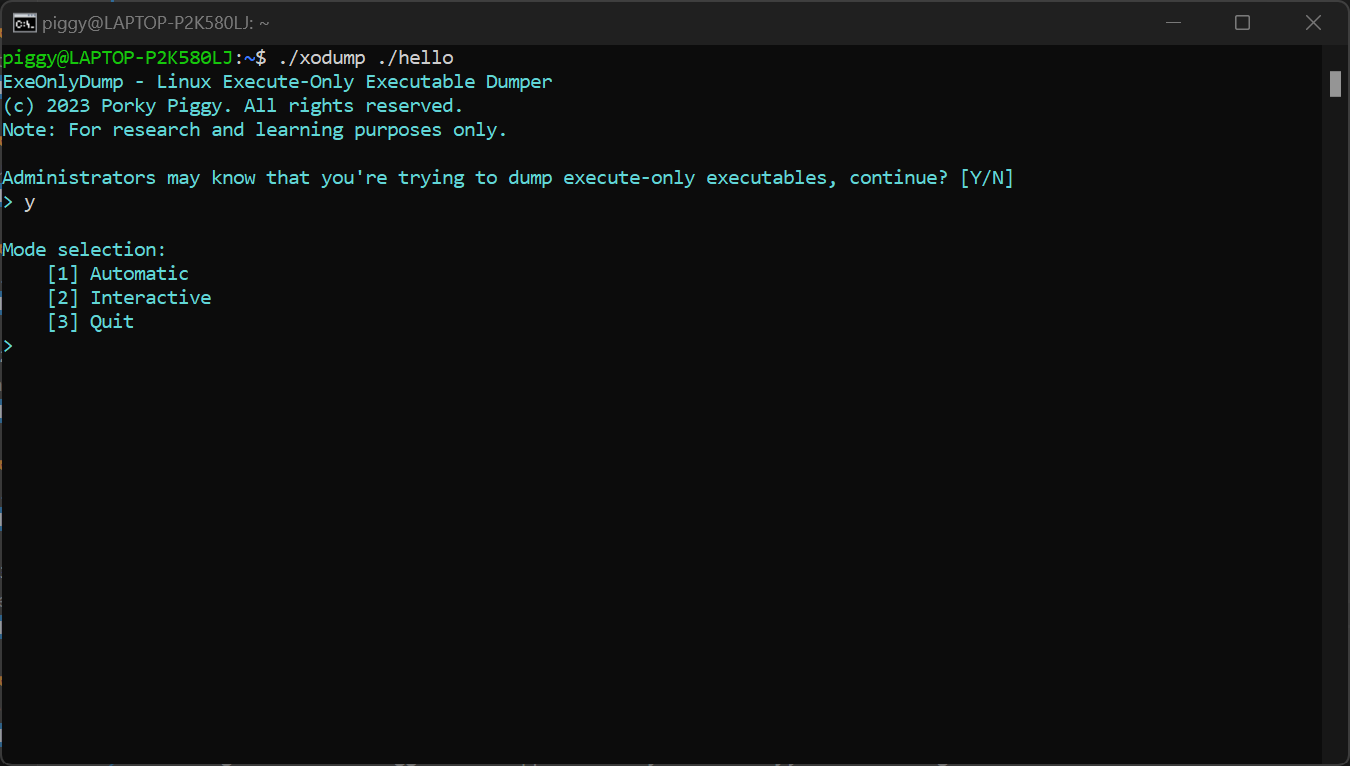 piggy@LAPTOP-P2K580LJ: ~
piggy@LAPTOP-P2K580LJ:~$ ./xodump ./hello
ExeOnlyDump - Linux Execute-Only Executable Dumper
(c) 2023 Porky Piggy. All rights reserved.
Note: For research and learning purposes only.
Administrators may know that you're trying to dump execute-only executables, continue? [Y/N]
> y
Mode selection:
[1] Automatic
[2] Interactive
[3] Quit
>